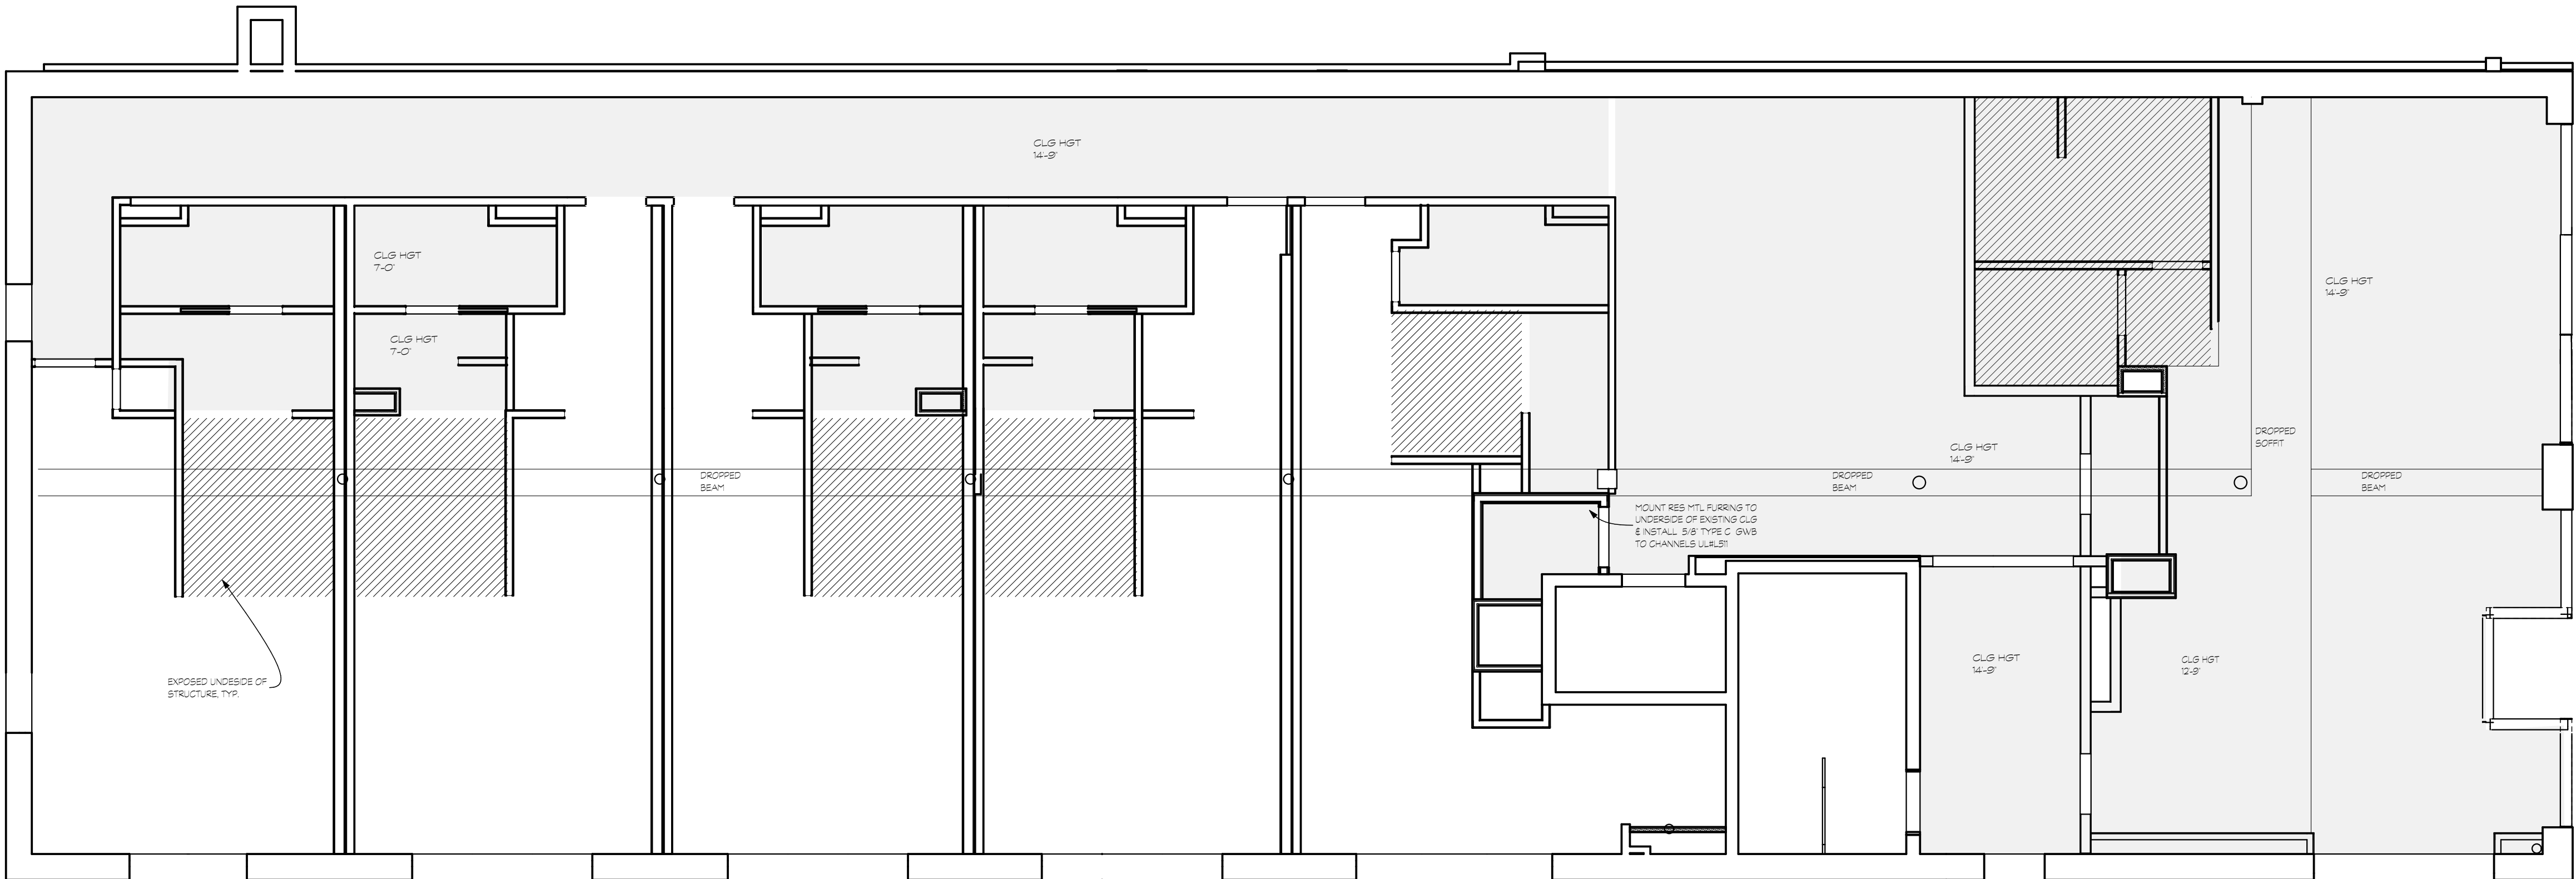 CLG HGT
14'-9"
CLG HGT
7'-0"
CLG HGT
7'-0"
CLG HGT
14'-9"
DROPPED
SOFFIT
CLG HGT
14'-9"
DROPPED
BEAM
DROPPED
BEAM
DROPPED
BEAM
MOUNT RES MTL FURRING TO
UNDERSIDE OF EXISTING CLG
& INSTALL 5/8" TYPE C GWB
TO CHANNELS UL#L511
CLG HGT
14'-9"
CLG HGT
12'-9"
EXPOSED UNDESIDE OF
STRUCTURE, TYP.